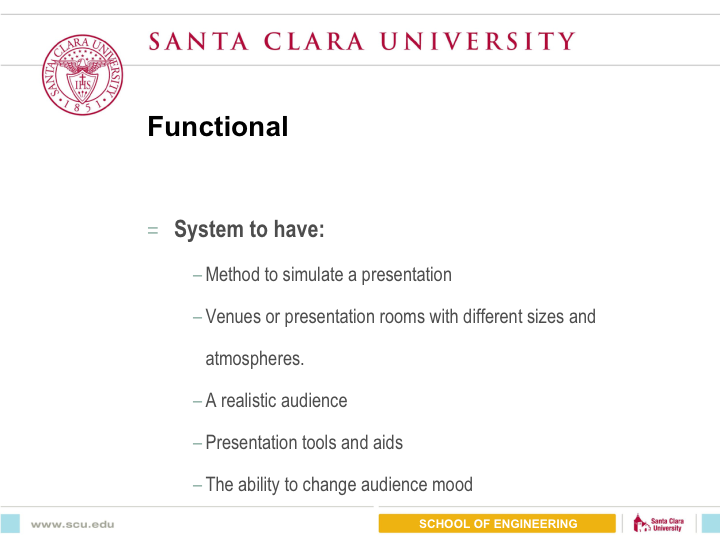 SANTA CLARA UNIVERSITY
SANTA CLARA UNIVERSITY
IHS
• 1851 •
Functional
= System to have:
– Method to simulate a presentation
– Venues or presentation rooms with different sizes and
atmospheres.
– A realistic audience
– Presentation tools and aids
– The ability to change audience mood
www.scu.edu
SCHOOL OF ENGINEERING
Santa Clara
University